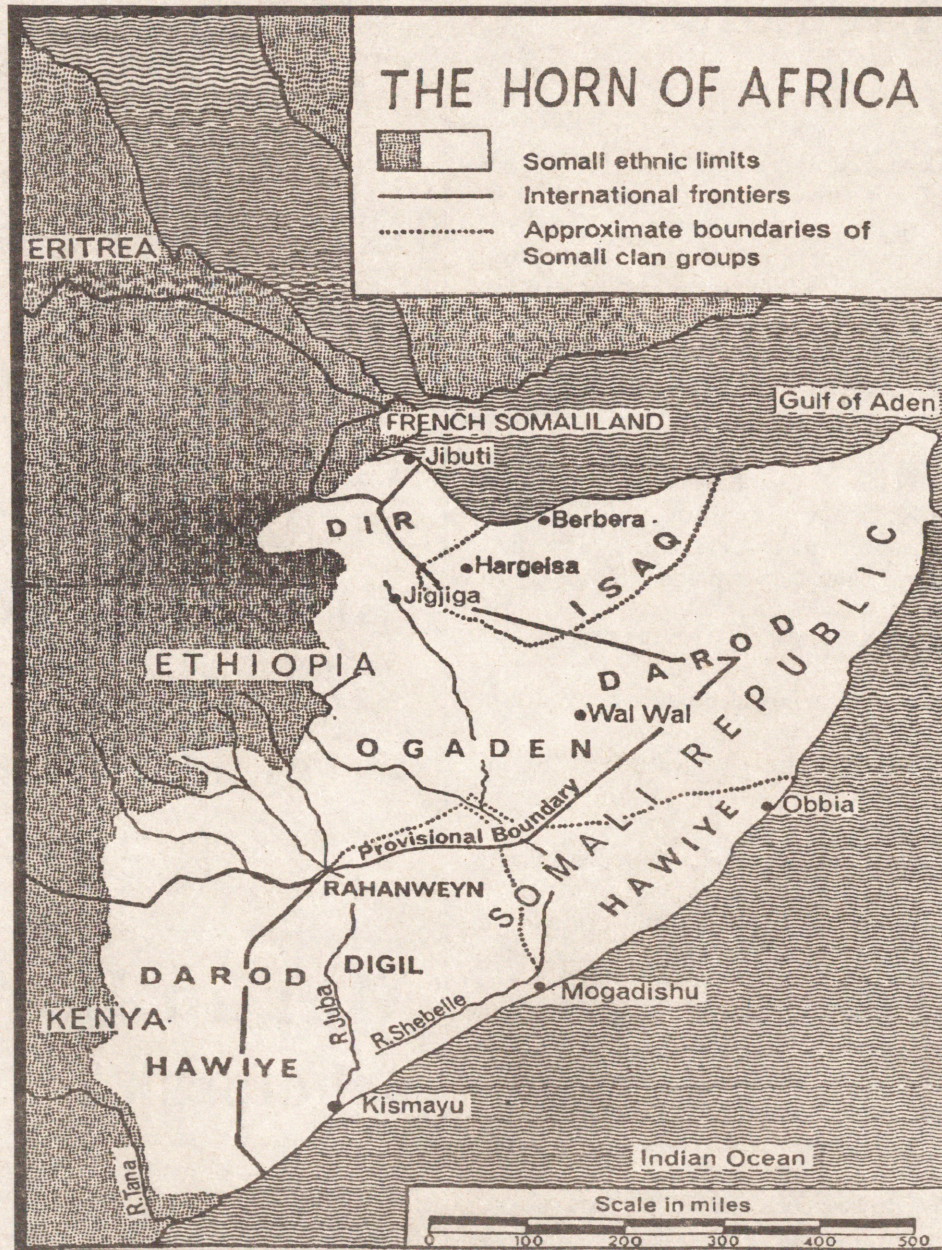 THE HORN OF AFRICA
Somali ethnic limits
International frontiers
Approximate boundaries of
Somali clan groups
ERITREA
Gulf of Aden
FRENCH SOMALILAND
Jibuti
DIR
Berbera
Hargeisa
ISAQ
Jigjiga
ETHIOPIA
DAROD
Wal Wal
OGADEN
SOMALI REPUBLIC
Provisional Boundary
Obbia
HAWIYE
RAHANWEYN
DAROD
DIGIL
Mogadishu
KENYA
R.Juba
R.Shebelle
HAWIYE
Kismayu
R.Tana
Indian Ocean
Scale in miles
0 100 200 300 400 500